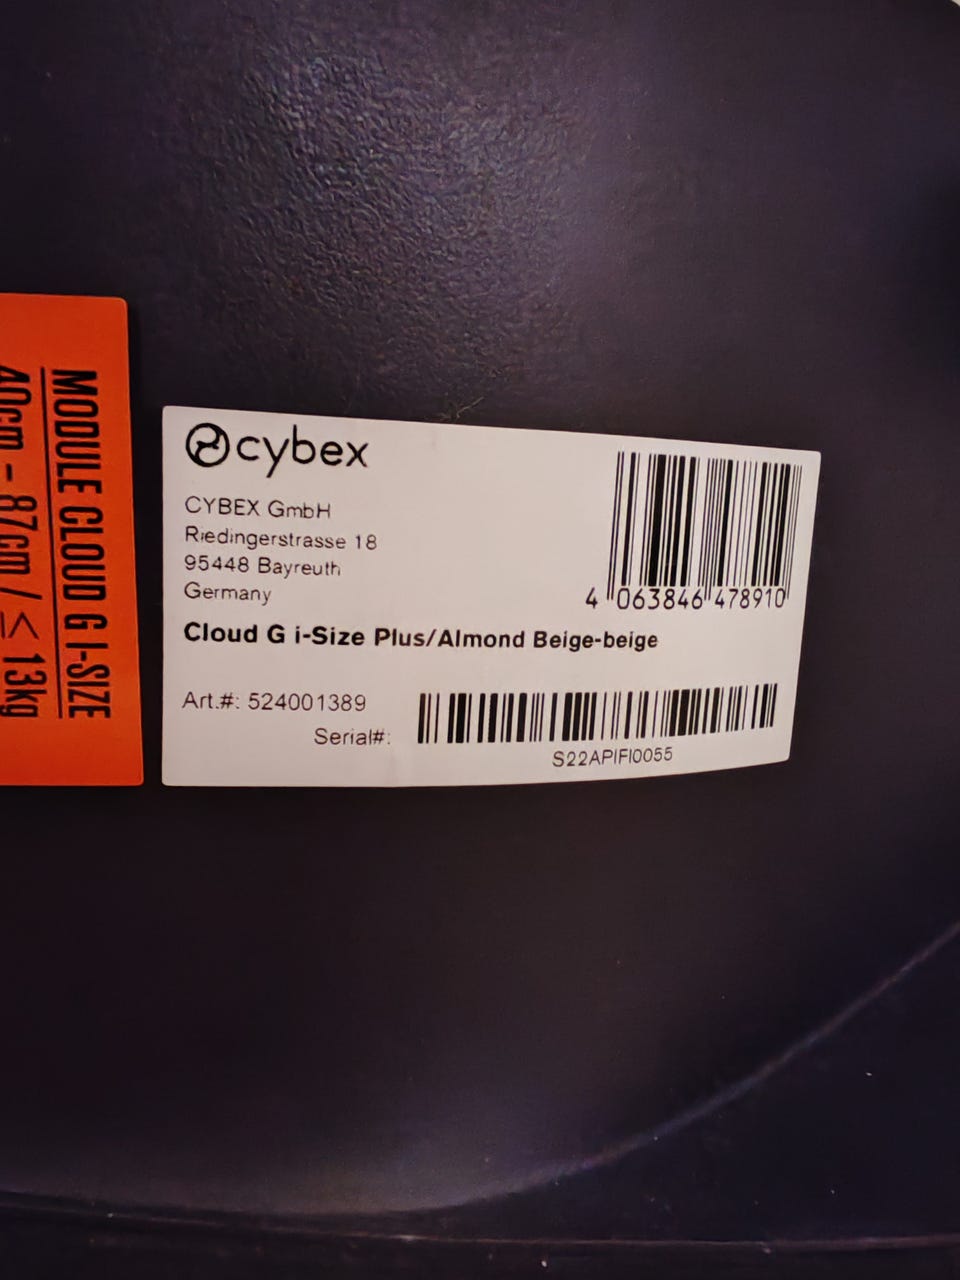 MODULE CLOUD G I-SIZE
40cm - 87cm / ≤ 13kg
cybex
CYBEX GmbH
Riedingerstrasse 18
95448 Bayreuth
Germany
4 063846 478910
Cloud G i-Size Plus/Almond Beige-beige
Art.#: 524001389
Serial#:
S22APIFI0055